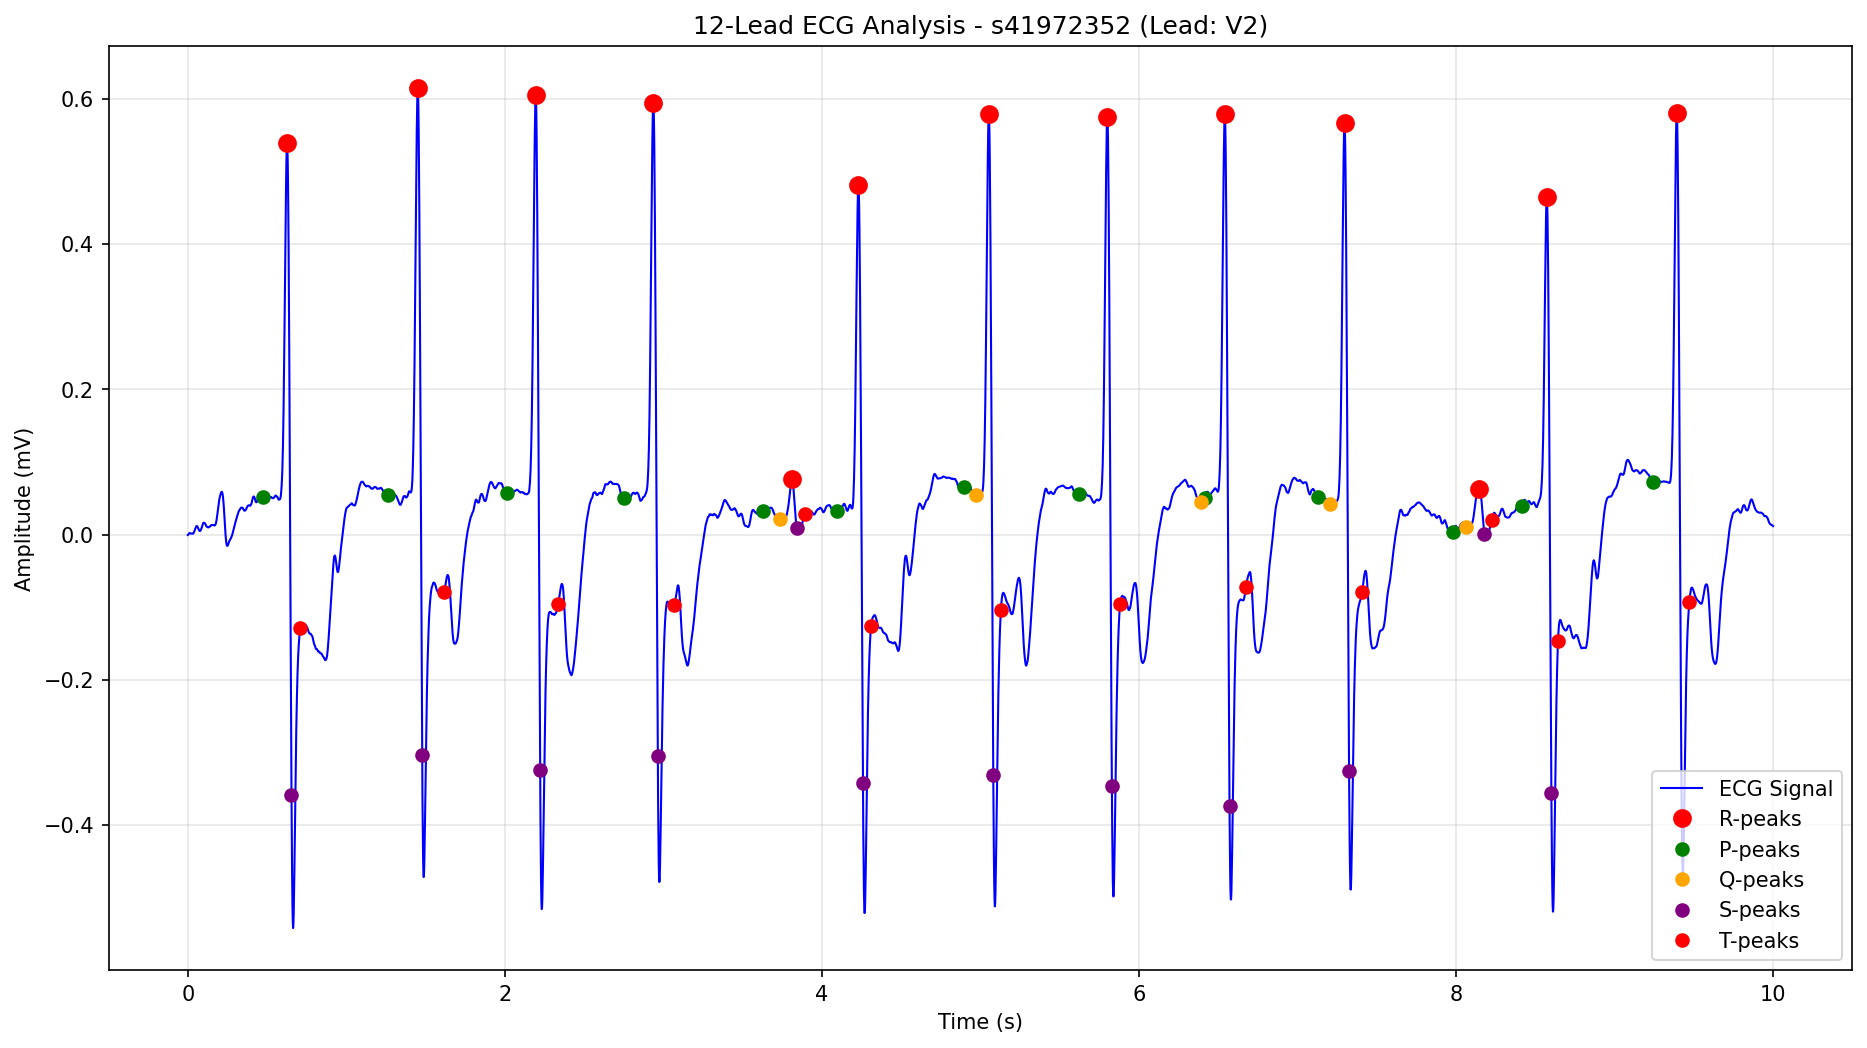 12-Lead ECG Analysis - s41972352 (Lead: V2)
Amplitude (mV)
0.6
0.4
0.2
0.0
−0.2
−0.4
0 2 4 6 8 10
Time (s)
ECG Signal
R-peaks
P-peaks
Q-peaks
S-peaks
T-peaks